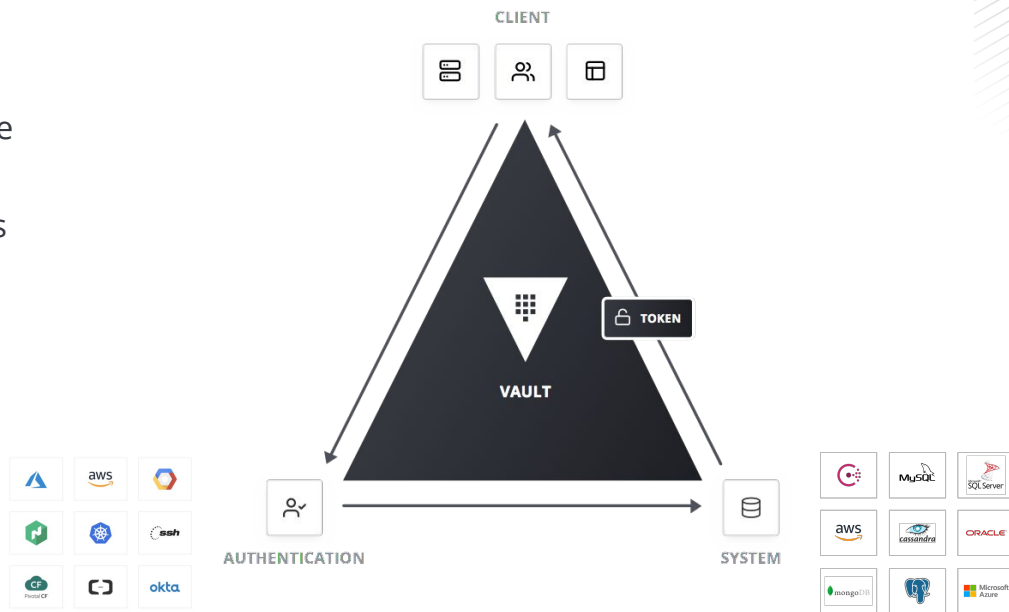 CLIENT
e
s
TOKEN
VAULT
AUTHENTICATION
SYSTEM
aws
ssh
CF
Pivotal CF
okta
MySQL
Microsoft
SQL Server
aws
cassandra
ORACLE
mongoDB
Microsoft
Azure